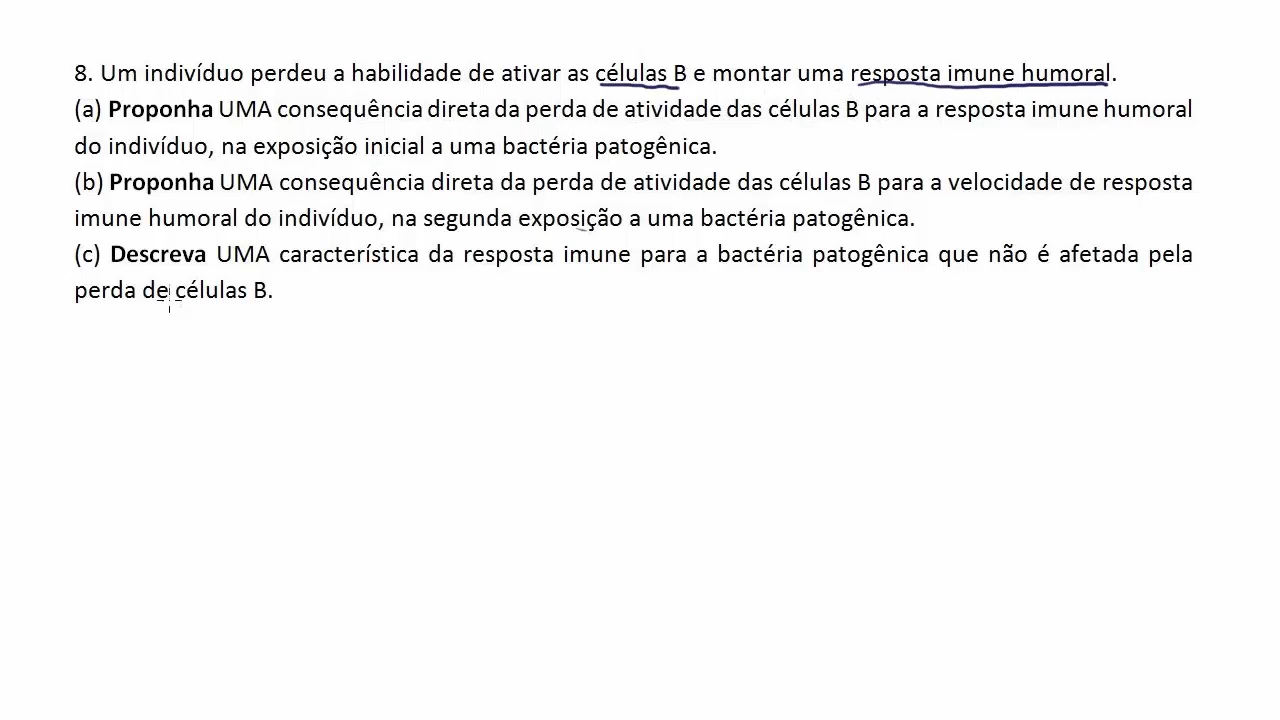 8. Um indivíduo perdeu a habilidade de ativar as células B e montar uma resposta imune humoral.
(a) Proponha UMA consequência direta da perda de atividade das células B para a resposta imune humoral
do indivíduo, na exposição inicial a uma bactéria patogênica.
(b) Proponha UMA consequência direta da perda de atividade das células B para a velocidade de resposta
imune humoral do indivíduo, na segunda exposição a uma bactéria patogênica.
(c) Descreva UMA característica da resposta imune para a bactéria patogênica que não é afetada pela
perda de células B.